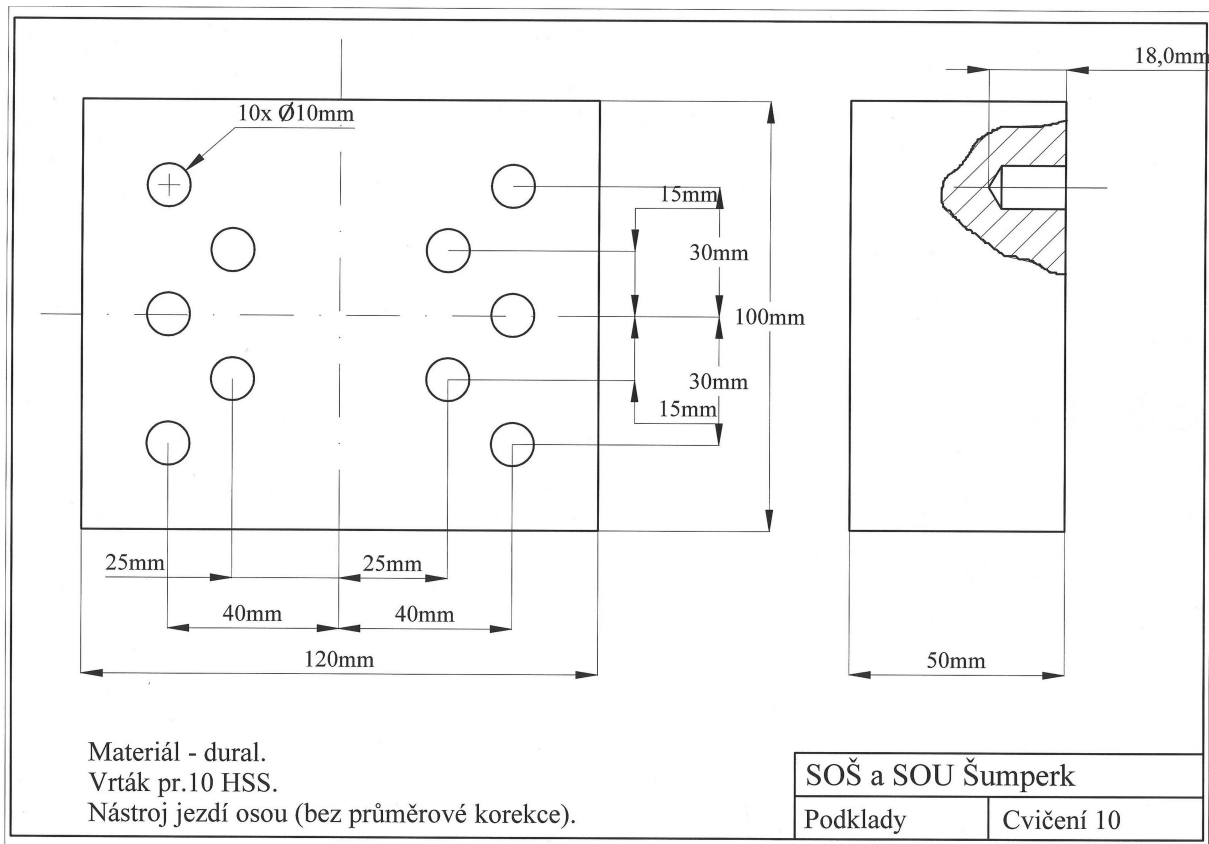 18,0mm
10x Ø10mm
15mm
30mm
100mm
30mm
15mm
25mm
25mm
40mm
40mm
120mm
50mm
Materiál - dural.
Vrták pr.10 HSS.
Nástroj jezdí osou (bez průměrové korekce).
SOŠ a SOU Šumperk
Podklady
Cvičení 10